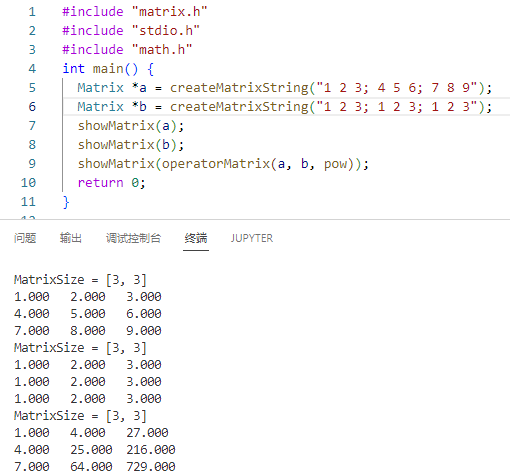 1 #include "matrix.h"
2 #include "stdio.h"
3 #include "math.h"
4 int main() {
5 Matrix *a = createMatrixString("1 2 3; 4 5 6; 7 8 9");
6 Matrix *b = createMatrixString("1 2 3; 1 2 3; 1 2 3");
7 showMatrix(a);
8 showMatrix(b);
9 showMatrix(operatorMatrix(a, b, pow));
10 return 0;
11 }
问题 输出 调试控制台 终端 JUPYTER
MatrixSize = [3, 3]
1.000 2.000 3.000
4.000 5.000 6.000
7.000 8.000 9.000
MatrixSize = [3, 3]
1.000 2.000 3.000
1.000 2.000 3.000
1.000 2.000 3.000
MatrixSize = [3, 3]
1.000 4.000 27.000
4.000 25.000 216.000
7.000 64.000 729.000